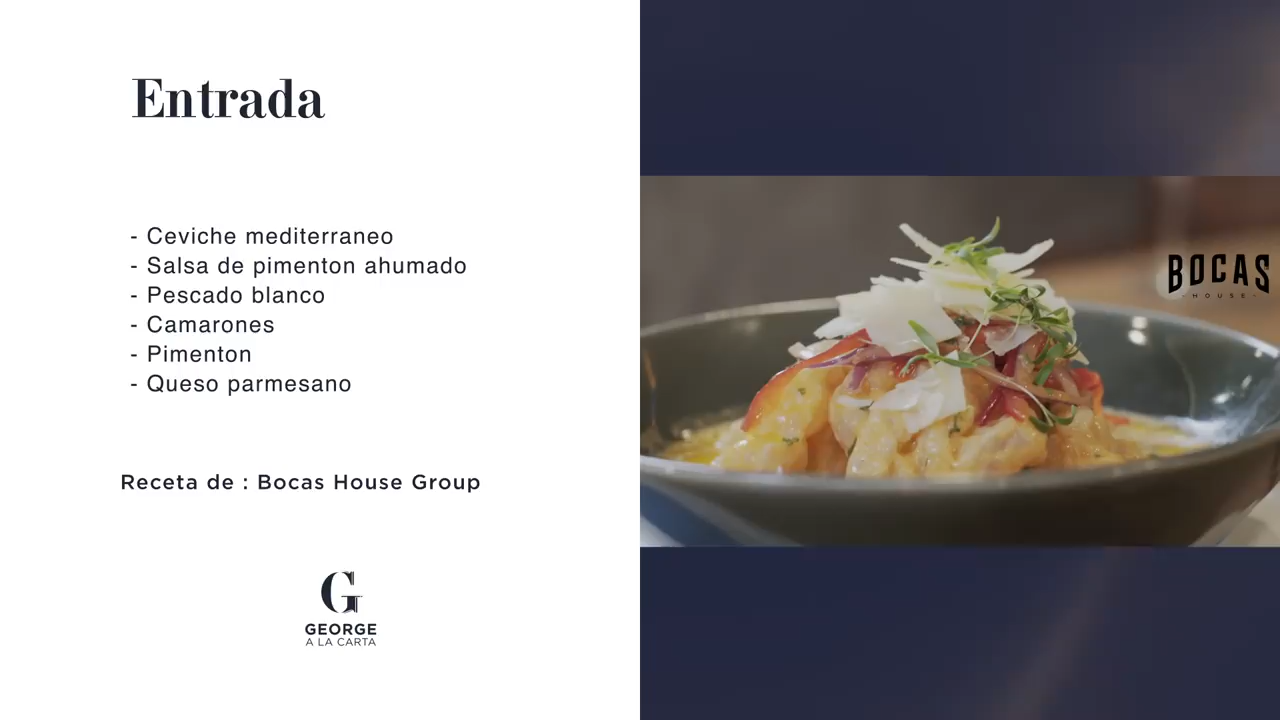 Entrada
- Ceviche mediterraneo
- Salsa de pimenton ahumado
- Pescado blanco
- Camarones
- Pimenton
- Queso parmesano
Receta de : Bocas House Group
G
GEORGE
A LA CARTA
BOCAS
HOUSE